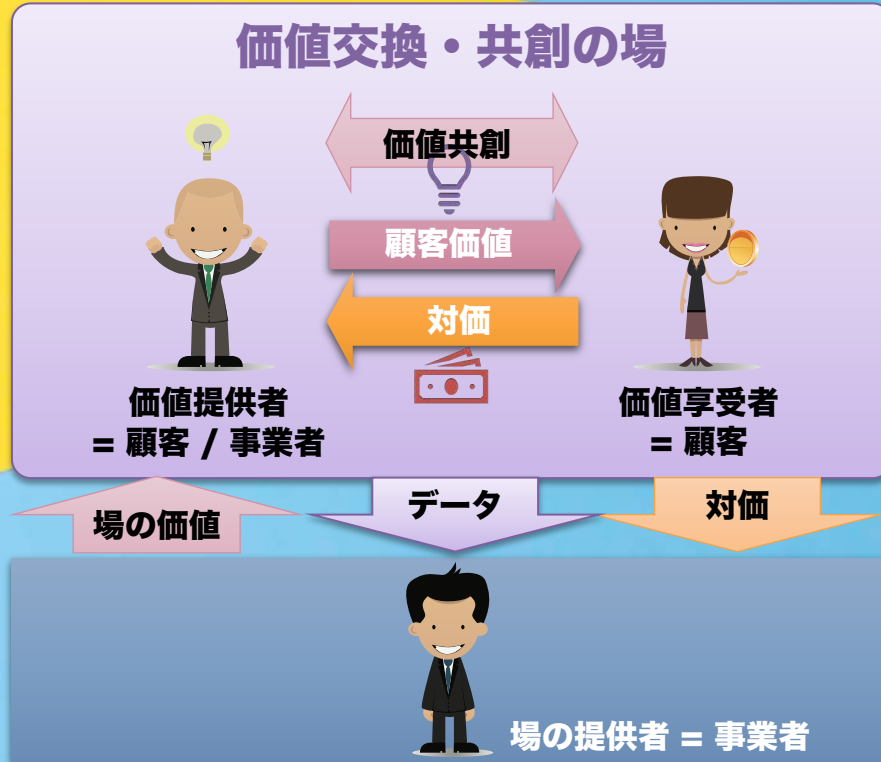 価値交換・共創の場
価値共創
顧客価値
対価
価値提供者
= 顧客 / 事業者
価値享受者
= 顧客
場の価値
データ
対価
場の提供者 = 事業者